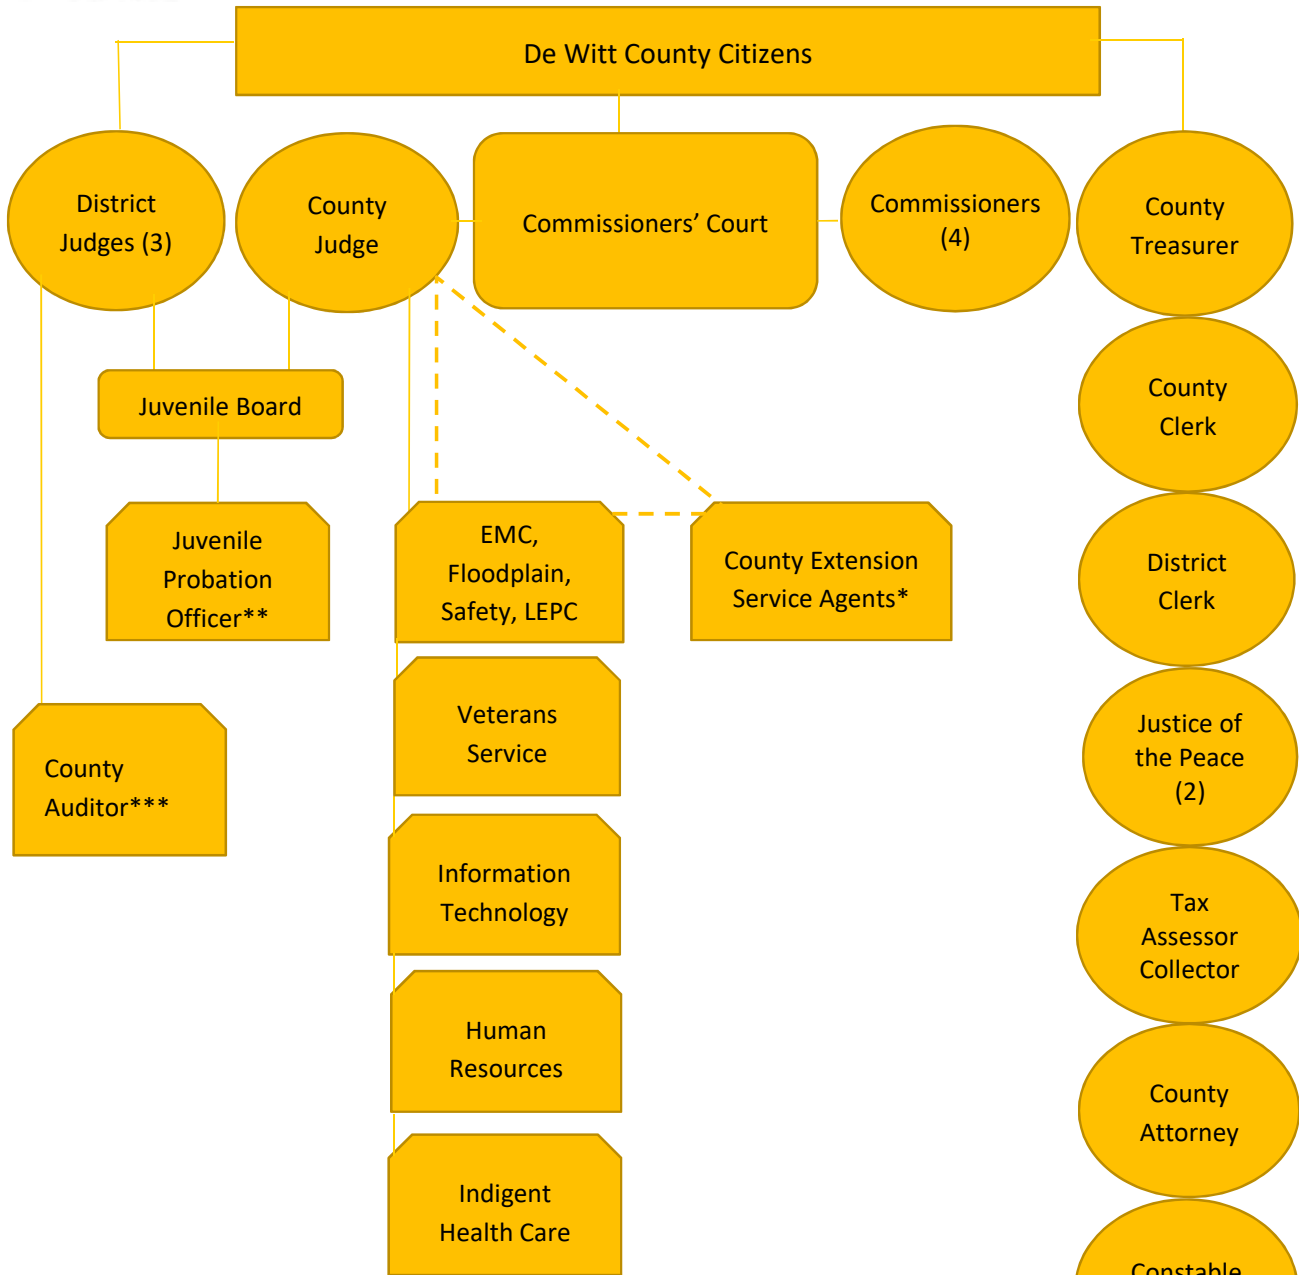 De Witt County Citizens
District
Judges (3)
County
Judge
Commissioners’ Court
Commissioners
(4)
County
Treasurer
Juvenile Board
County
Clerk
Juvenile
Probation
Officer**
EMC,
Floodplain,
Safety, LEPC
County Extension
Service Agents*
District
Clerk
Veterans
Service
County
Auditor***
Justice of
the Peace
(2)
Information
Technology
Tax
Assessor
Collector
Human
Resources
County
Attorney
Indigent
Health Care
Constable